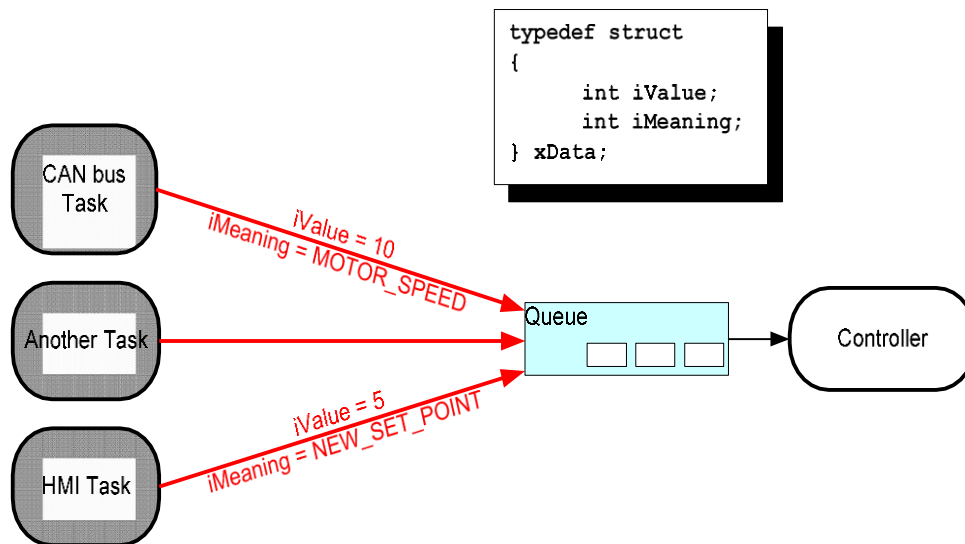 typedef struct
{
int iValue;
int iMeaning;
} xData;
CAN bus
Task
iValue = 10
iMeaning = MOTOR_SPEED
Queue
Another Task
Controller
iValue = 5
iMeaning = NEW_SET_POINT
HMI Task